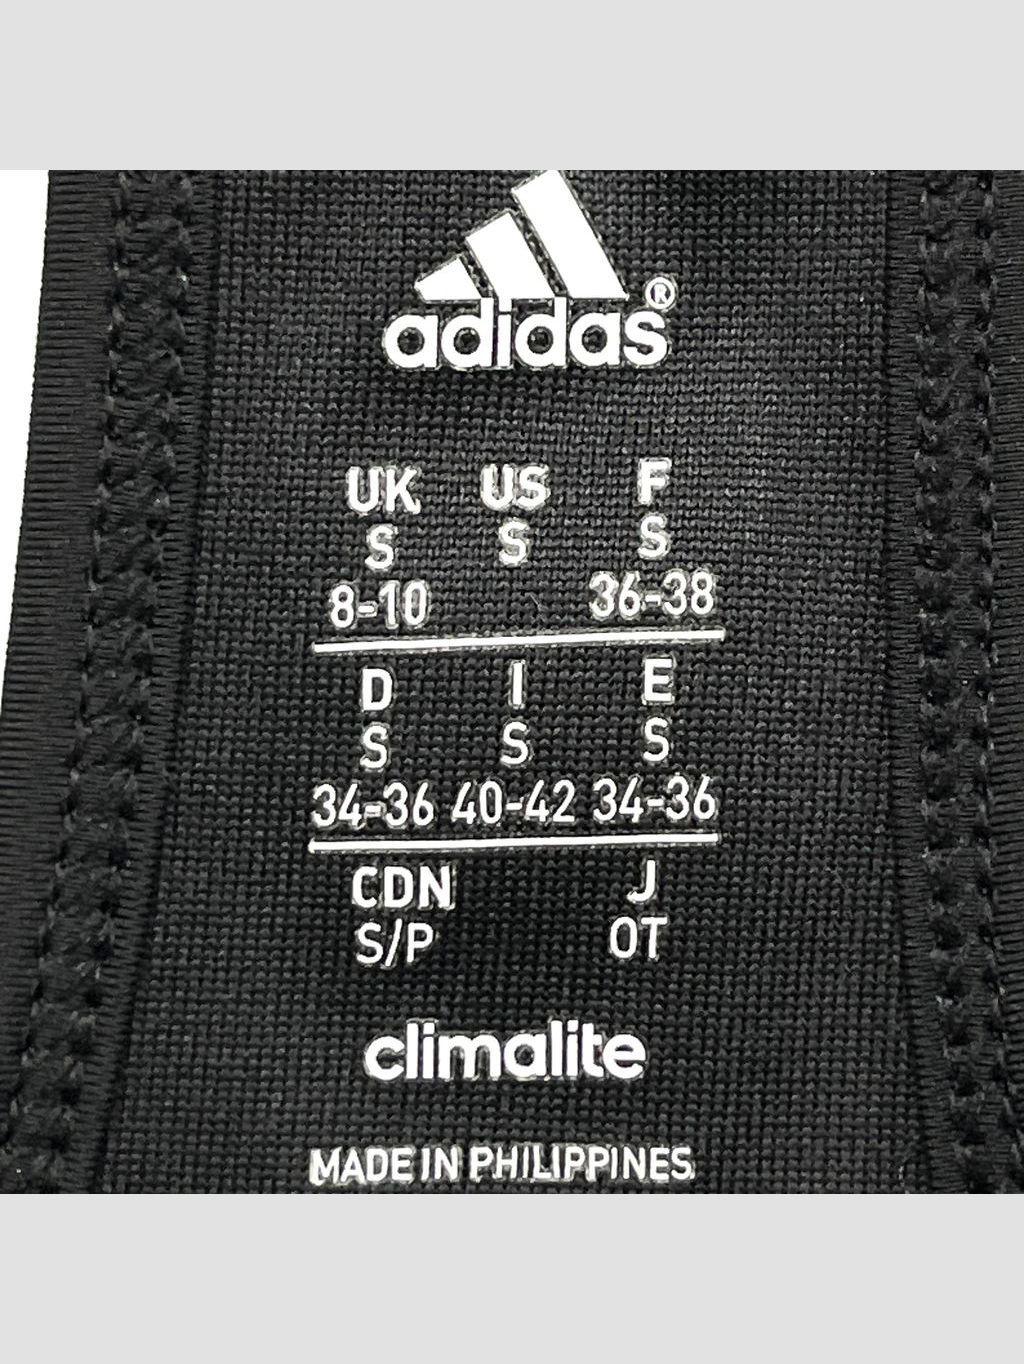 adidas®
UK US F
S S S
8-10 36-38
D I E
S S S
34-36 40-42 34-36
CDN J
S/P OT
climalite
MADE IN PHILIPPINES